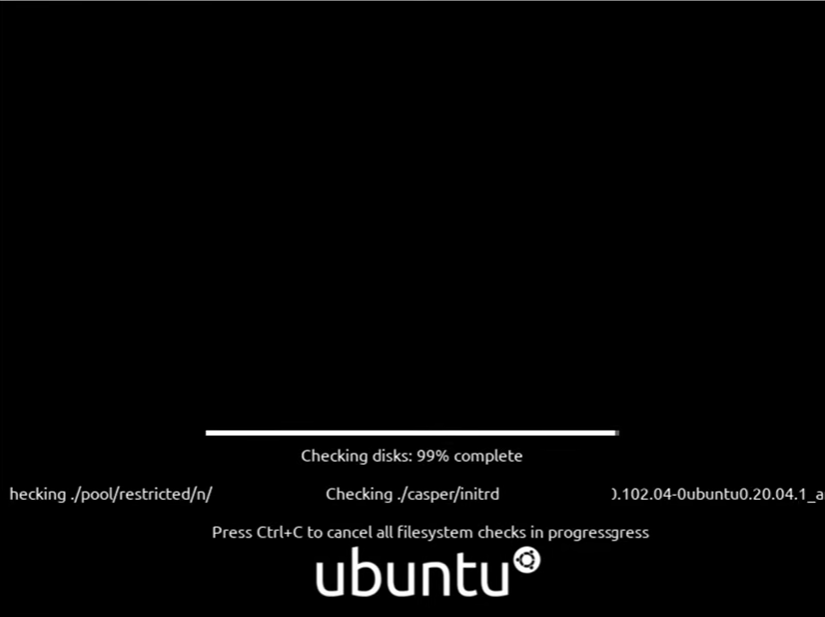 Checking disks: 99% complete
hecking ./pool/restricted/n/ Checking ./casper/initrd 0.102.04-0ubuntu0.20.04.1_a
Press Ctrl+C to cancel all filesystem checks in progressgress
ubuntu